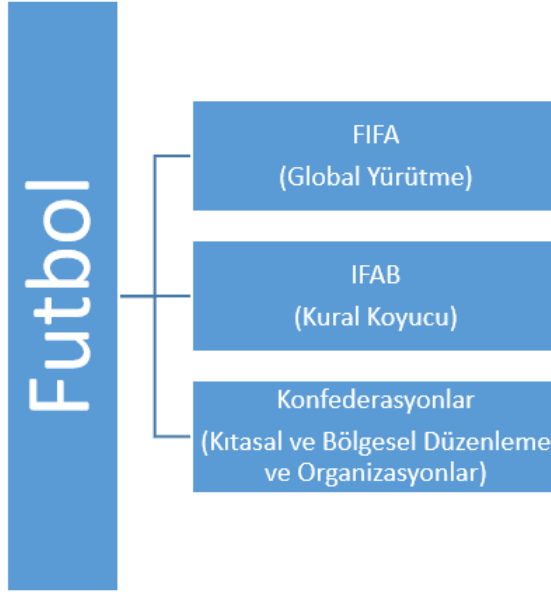 Futbol
FIFA
(Global Yürütme)
IFAB
(Kural Koyucu)
Konfederasyonlar
(Kıtasal ve Bölgesel Düzenleme
ve Organizasyonlar)